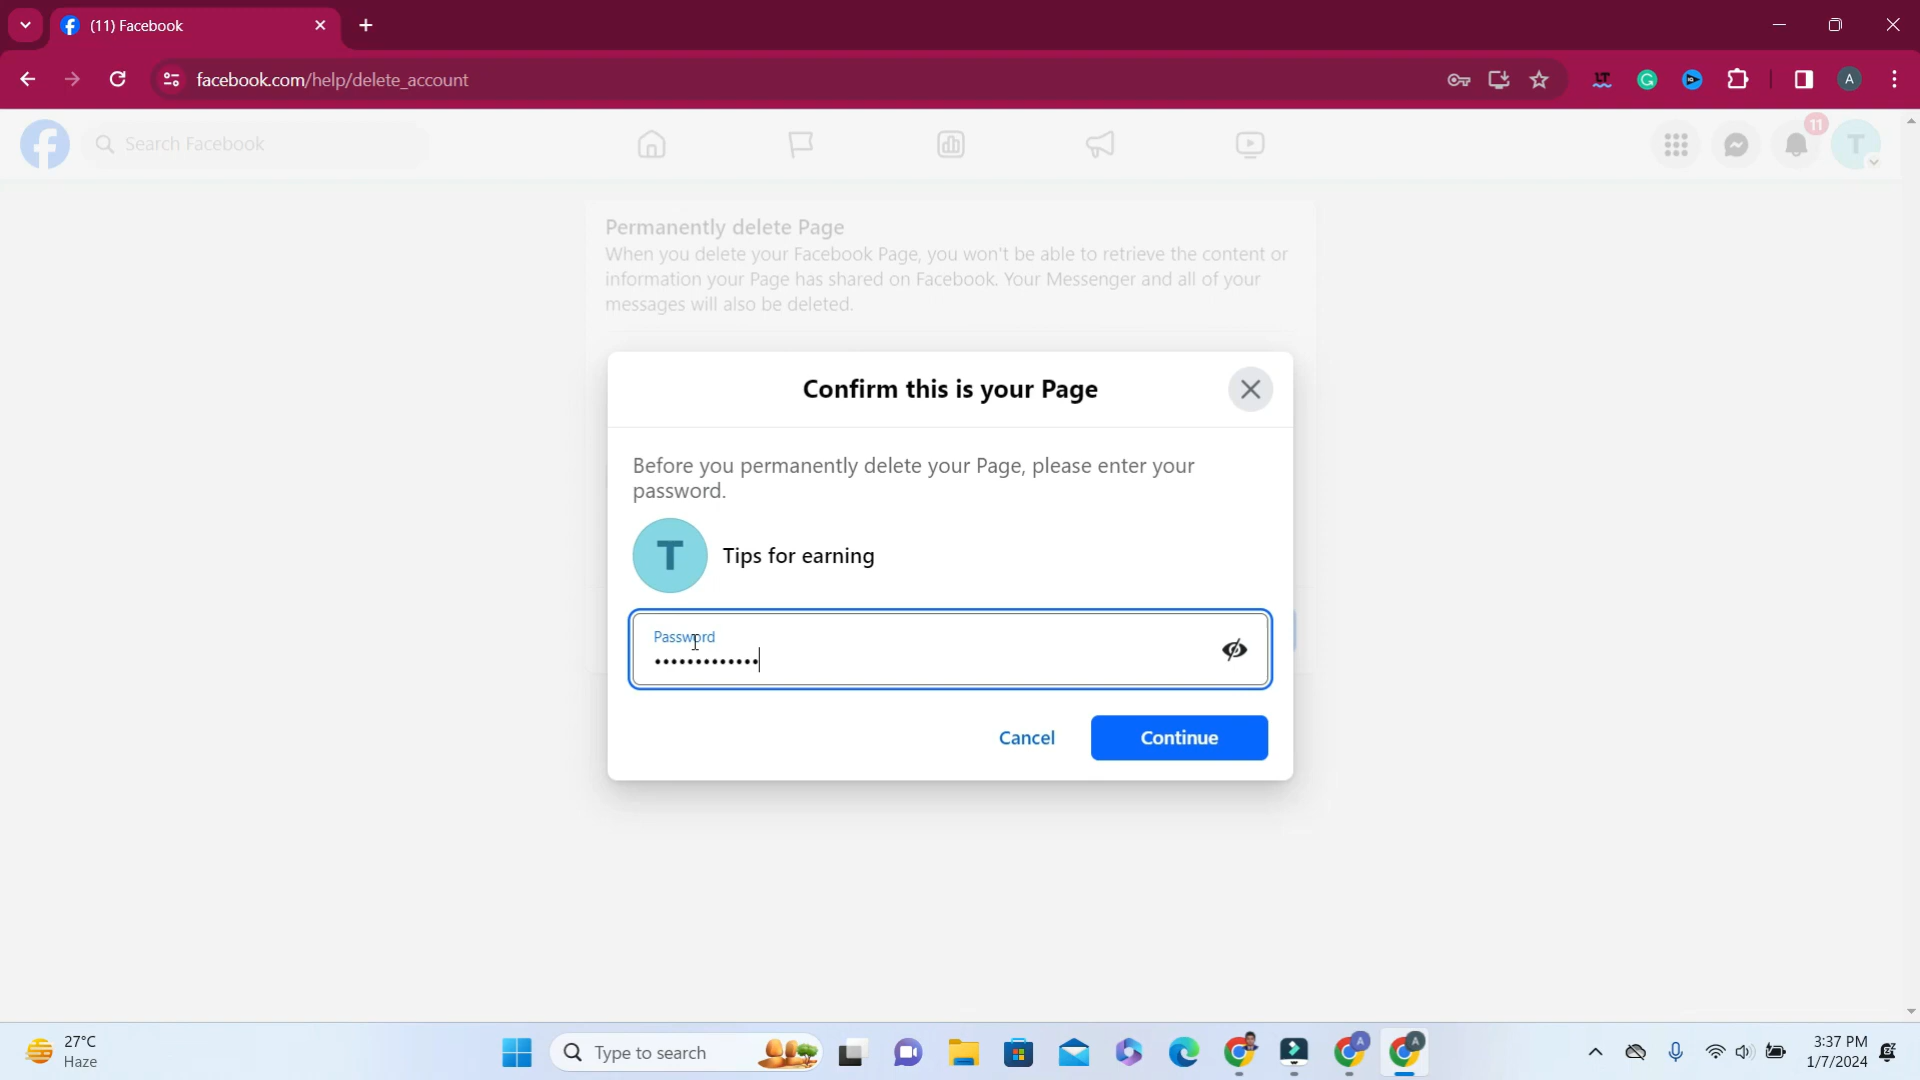 (11) Facebook
facebook.com/help/delete_account
A
Search Facebook
11
T
Permanently delete Page
When you delete your Facebook Page, you won't be able to retrieve the content or
information your Page has shared on Facebook. Your Messenger and all of your
messages will also be deleted.
Confirm this is your Page
Before you permanently delete your Page, please enter your
password.
T
Tips for earning
Password
•••••••••••••
Cancel
Continue
27°C
Haze
Type to search
A
A
3:37 PM
1/7/2024